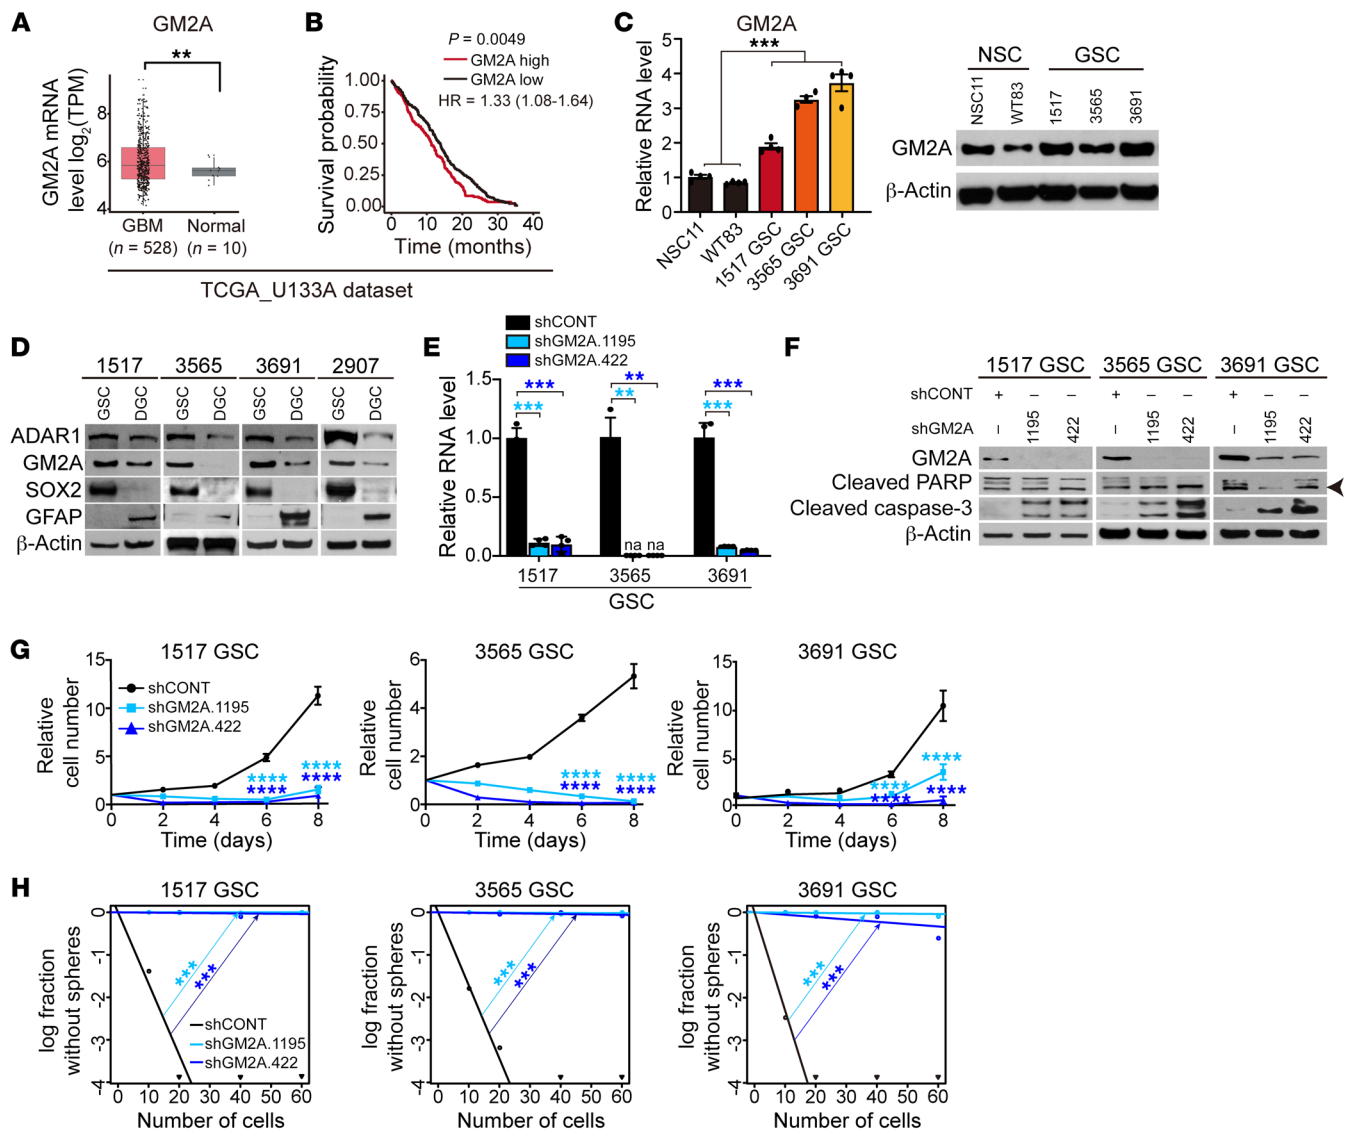 A
GM2A
GM2A mRNA
level log2(TPM)
8
6
4
**
GBM
(n = 528)
Normal
(n = 10)
TCGA_U133A dataset
B
P = 0.0049
GM2A high
GM2A low
HR = 1.33 (1.08-1.64)
Survival probability
1.00
0.75
0.50
0.25
0.00
0 10 20 30 40
Time (months)
C
GM2A
***
Relative RNA level
5
4
3
2
1
0
NSC11
WT83
1517 GSC
3565 GSC
3691 GSC
NSC GSC
NSC11 WT83 1517 3565 3691
GM2A
β-Actin
D
1517 3565 3691 2907
GSC DGC GSC DGC GSC DGC GSC DGC
ADAR1
GM2A
SOX2
GFAP
β-Actin
E
shCONT
shGM2A.1195
shGM2A.422
Relative RNA level
1.5
1.0
0.5
0.0
*** ** ***
*** ** ***
na na
1517 3565 3691
GSC
F
1517 GSC 3565 GSC 3691 GSC
shCONT + – – + – – + – –
shGM2A – 1195 422 – 1195 422 – 1195 422
GM2A
Cleaved PARP
Cleaved caspase-3
β-Actin
G
1517 GSC
Relative
cell number
15
10
5
0
shCONT
shGM2A.1195
shGM2A.422
**** ****
**** ****
0 2 4 6 8
Time (days)
3565 GSC
Relative
cell number
6
4
2
0
**** ****
**** ****
0 2 4 6 8
Time (days)
3691 GSC
Relative
cell number
15
10
5
0
****
**** ****
****
0 2 4 6 8
Time (days)
H
1517 GSC
log fraction
without spheres
0
-1
-2
-3
-4
***
***
shCONT
shGM2A.1195
shGM2A.422
0 10 20 30 40 50 60
Number of cells
3565 GSC
log fraction
without spheres
0
-1
-2
-3
-4
***
***
0 10 20 30 40 50 60
Number of cells
3691 GSC
log fraction
without spheres
0
-1
-2
-3
-4
***
***
0 10 20 30 40 50 60
Number of cells